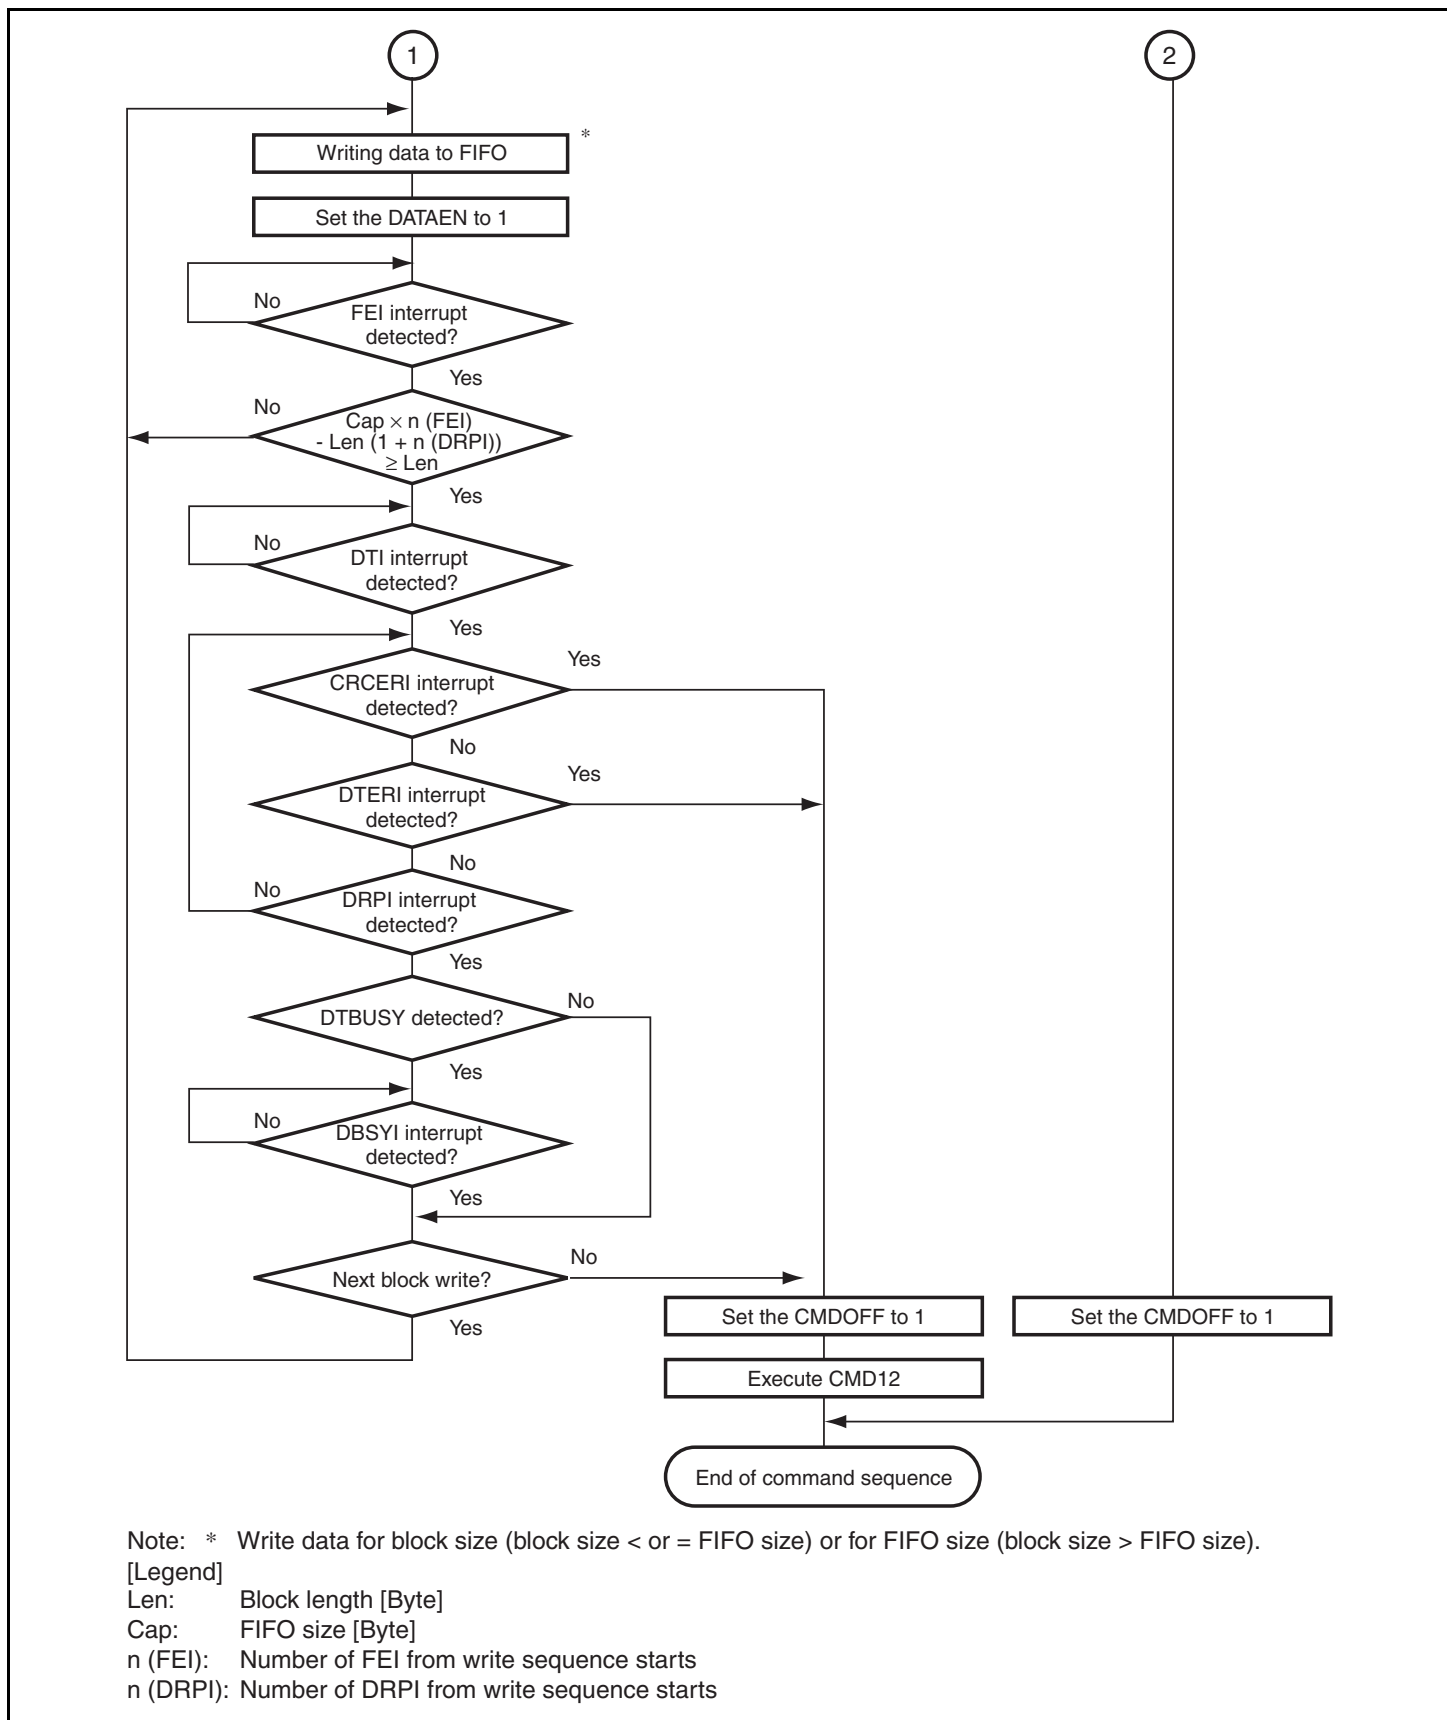 1
2
Writing data to FIFO
*
Set the DATAEN to 1
No
FEI interrupt
detected?
Yes
No
Cap × n (FEI)
- Len (1 + n (DRPI))
≥ Len
Yes
No
DTI interrupt
detected?
Yes
CRCERI interrupt
detected?
Yes
No
DTERI interrupt
detected?
Yes
No
No
DRPI interrupt
detected?
Yes
DTBUSY detected?
No
Yes
No
DBSYI interrupt
detected?
Yes
Next block write?
No
Yes
Set the CMDOFF to 1
Set the CMDOFF to 1
Execute CMD12
End of command sequence
Note: * Write data for block size (block size < or = FIFO size) or for FIFO size (block size > FIFO size).
[Legend]
Len: Block length [Byte]
Cap: FIFO size [Byte]
n (FEI): Number of FEI from write sequence starts
n (DRPI): Number of DRPI from write sequence starts